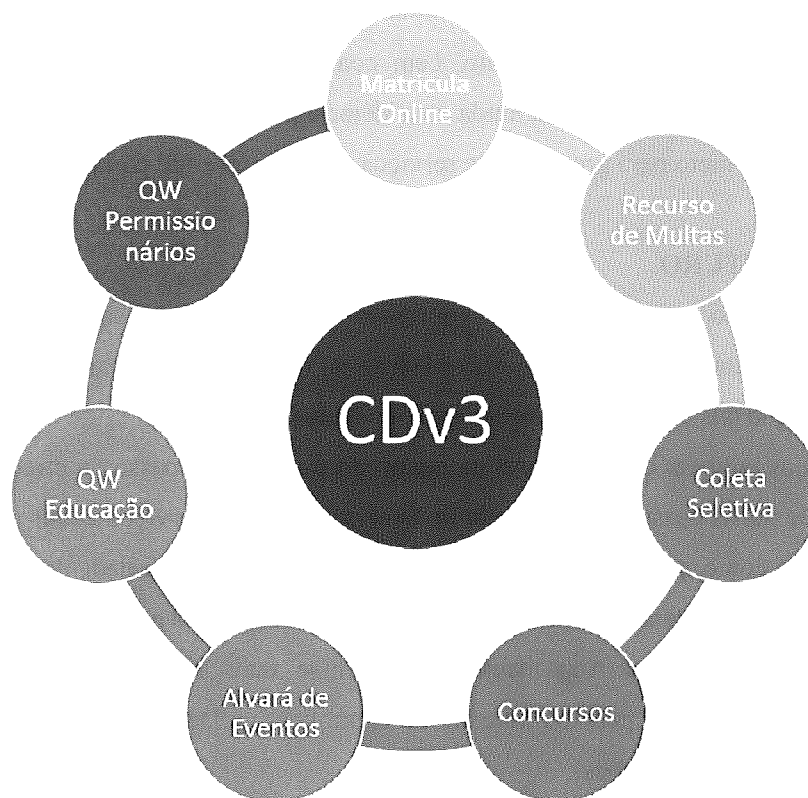 Matrícula
Online
Recurso
de Multas
Coleta
Seletiva
Concursos
Alvará de
Eventos
QW
Educação
QW
Permissio
nários
CDv3